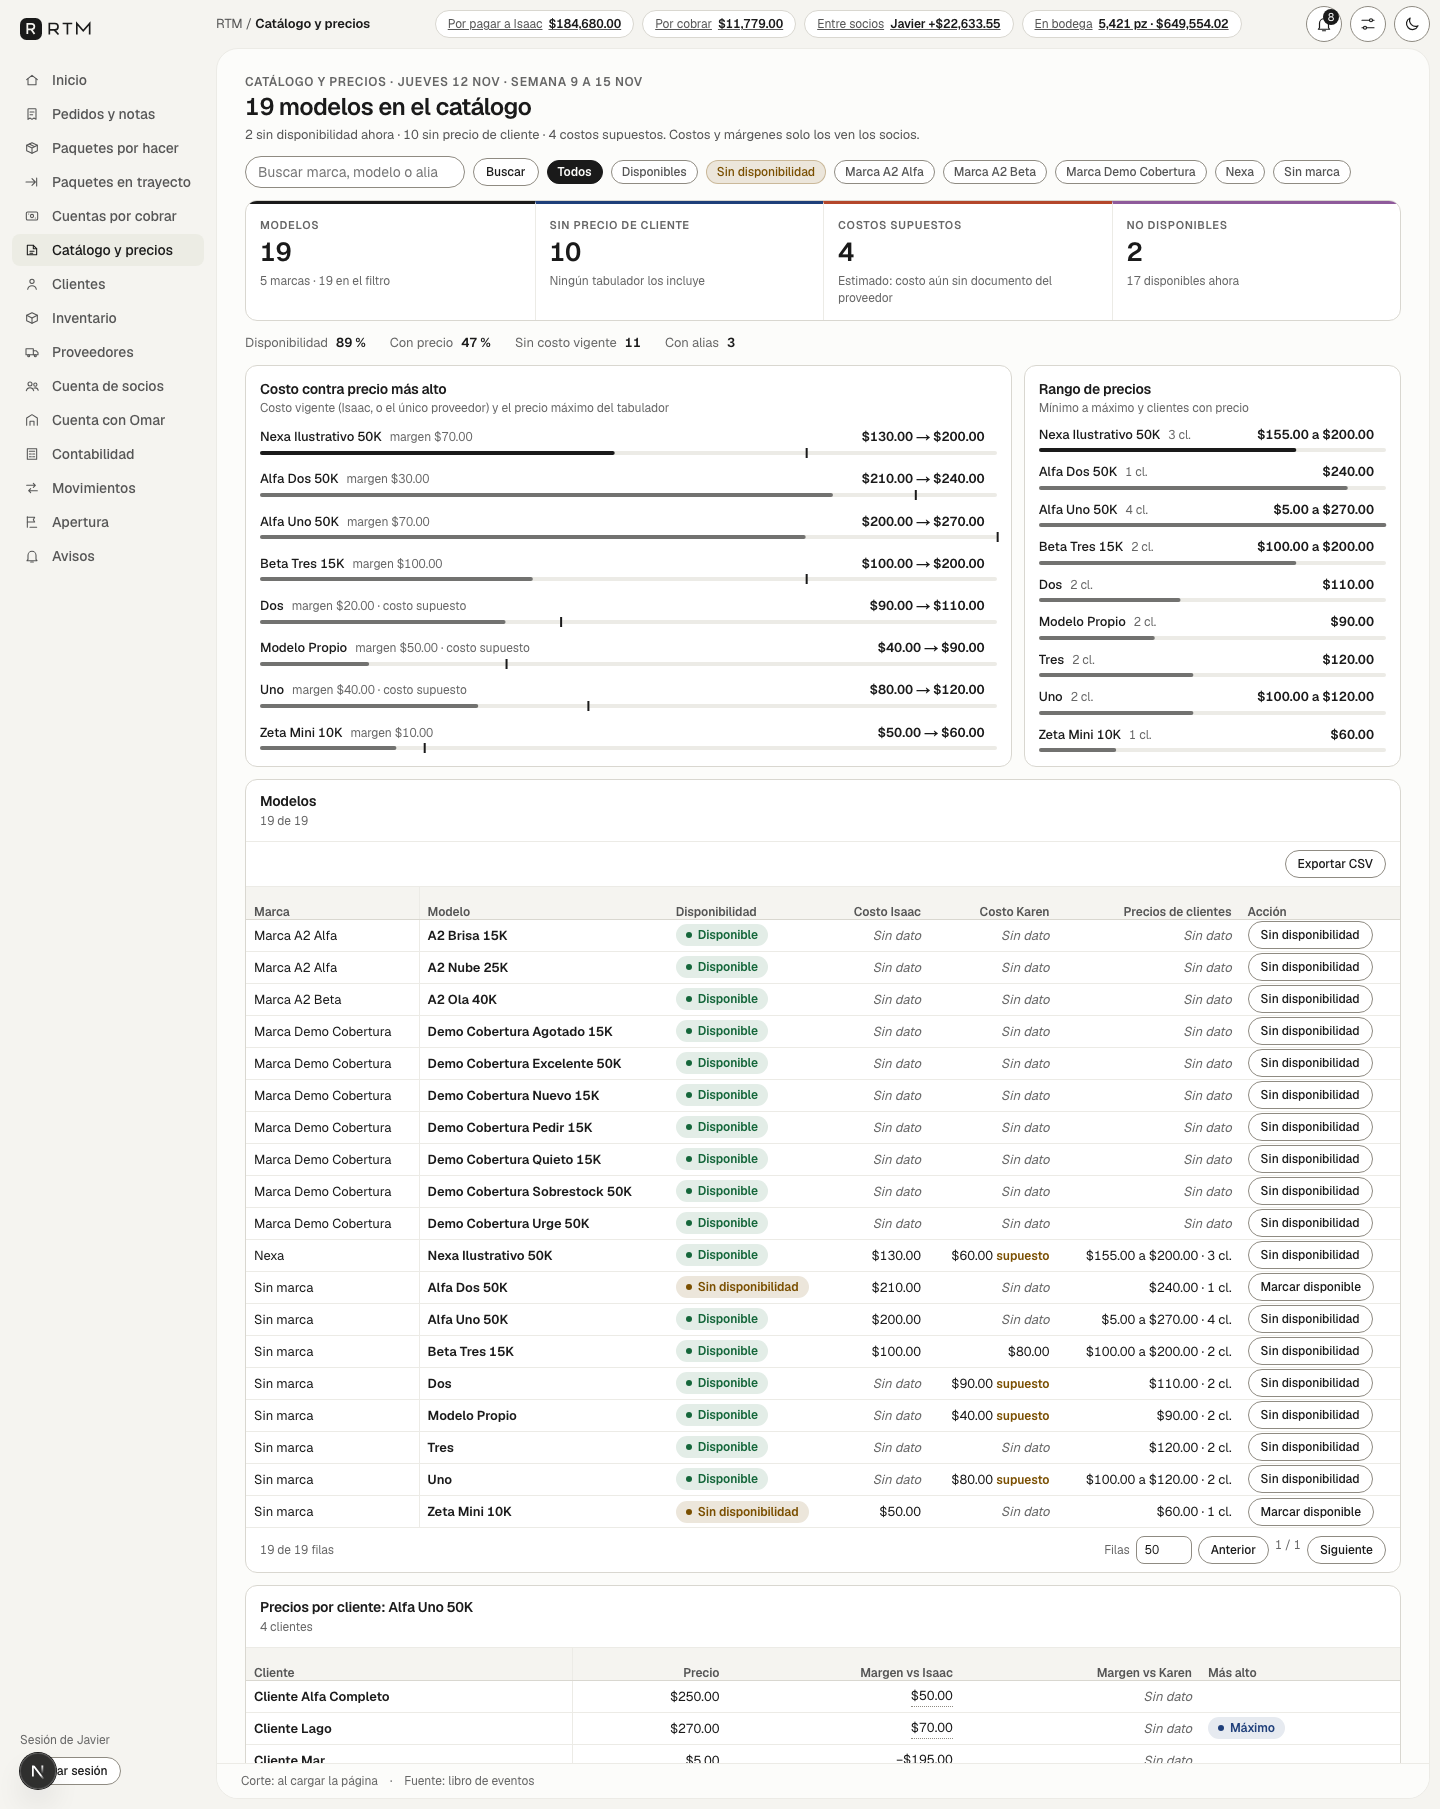 R RTM
RTM / Catálogo y precios
Por pagar a Isaac $184,680.00
Por cobrar $11,779.00
Entre socios Javier +$22,633.55
En bodega 5,421 pz · $649,554.02
8
Inicio
Pedidos y notas
Paquetes por hacer
Paquetes en trayecto
Cuentas por cobrar
Catálogo y precios
Clientes
Inventario
Proveedores
Cuenta de socios
Cuenta con Omar
Contabilidad
Movimientos
Apertura
Avisos
Sesión de Javier
N ar sesión
CATÁLOGO Y PRECIOS · JUEVES 12 NOV · SEMANA 9 A 15 NOV
19 modelos en el catálogo
2 sin disponibilidad ahora · 10 sin precio de cliente · 4 costos supuestos. Costos y márgenes solo los ven los socios.
Buscar marca, modelo o alia Buscar Todos Disponibles Sin disponibilidad Marca A2 Alfa Marca A2 Beta Marca Demo Cobertura Nexa Sin marca
MODELOS
19
5 marcas · 19 en el filtro
SIN PRECIO DE CLIENTE
10
Ningún tabulador los incluye
COSTOS SUPUESTOS
4
Estimado: costo aún sin documento del
proveedor
NO DISPONIBLES
2
17 disponibles ahora
Disponibilidad 89 % Con precio 47 % Sin costo vigente 11 Con alias 3
Costo contra precio más alto
Costo vigente (Isaac, o el único proveedor) y el precio máximo del tabulador
Nexa Ilustrativo 50K margen $70.00 $130.00 → $200.00
Alfa Dos 50K margen $30.00 $210.00 → $240.00
Alfa Uno 50K margen $70.00 $200.00 → $270.00
Beta Tres 15K margen $100.00 $100.00 → $200.00
Dos margen $20.00 · costo supuesto $90.00 → $110.00
Modelo Propio margen $50.00 · costo supuesto $40.00 → $90.00
Uno margen $40.00 · costo supuesto $80.00 → $120.00
Zeta Mini 10K margen $10.00 $50.00 → $60.00
Rango de precios
Mínimo a máximo y clientes con precio
Nexa Ilustrativo 50K 3 cl. $155.00 a $200.00
Alfa Dos 50K 1 cl. $240.00
Alfa Uno 50K 4 cl. $5.00 a $270.00
Beta Tres 15K 2 cl. $100.00 a $200.00
Dos 2 cl. $110.00
Modelo Propio 2 cl. $90.00
Tres 2 cl. $120.00
Uno 2 cl. $100.00 a $120.00
Zeta Mini 10K 1 cl. $60.00
Modelos
19 de 19
Exportar CSV
Marca Modelo Disponibilidad Costo Isaac Costo Karen Precios de clientes Acción
Marca A2 Alfa A2 Brisa 15K Disponible Sin dato Sin dato Sin dato Sin disponibilidad
Marca A2 Alfa A2 Nube 25K Disponible Sin dato Sin dato Sin dato Sin disponibilidad
Marca A2 Beta A2 Ola 40K Disponible Sin dato Sin dato Sin dato Sin disponibilidad
Marca Demo Cobertura Demo Cobertura Agotado 15K Disponible Sin dato Sin dato Sin dato Sin disponibilidad
Marca Demo Cobertura Demo Cobertura Excelente 50K Disponible Sin dato Sin dato Sin dato Sin disponibilidad
Marca Demo Cobertura Demo Cobertura Nuevo 15K Disponible Sin dato Sin dato Sin dato Sin disponibilidad
Marca Demo Cobertura Demo Cobertura Pedir 15K Disponible Sin dato Sin dato Sin dato Sin disponibilidad
Marca Demo Cobertura Demo Cobertura Quieto 15K Disponible Sin dato Sin dato Sin dato Sin disponibilidad
Marca Demo Cobertura Demo Cobertura Sobrestock 50K Disponible Sin dato Sin dato Sin dato Sin disponibilidad
Marca Demo Cobertura Demo Cobertura Urge 50K Disponible Sin dato Sin dato Sin dato Sin disponibilidad
Nexa Nexa Ilustrativo 50K Disponible $130.00 $60.00 supuesto $155.00 a $200.00 · 3 cl. Sin disponibilidad
Sin marca Alfa Dos 50K Sin disponibilidad $210.00 Sin dato $240.00 · 1 cl. Marcar disponible
Sin marca Alfa Uno 50K Disponible $200.00 Sin dato $5.00 a $270.00 · 4 cl. Sin disponibilidad
Sin marca Beta Tres 15K Disponible $100.00 $80.00 $100.00 a $200.00 · 2 cl. Sin disponibilidad
Sin marca Dos Disponible Sin dato $90.00 supuesto $110.00 · 2 cl. Sin disponibilidad
Sin marca Modelo Propio Disponible Sin dato $40.00 supuesto $90.00 · 2 cl. Sin disponibilidad
Sin marca Tres Disponible Sin dato Sin dato $120.00 · 2 cl. Sin disponibilidad
Sin marca Uno Disponible Sin dato $80.00 supuesto $100.00 a $120.00 · 2 cl. Sin disponibilidad
Sin marca Zeta Mini 10K Sin disponibilidad $50.00 Sin dato $60.00 · 1 cl. Marcar disponible
19 de 19 filas Filas 50 Anterior 1 / 1 Siguiente
Precios por cliente: Alfa Uno 50K
4 clientes
Cliente Precio Margen vs Isaac Margen vs Karen Más alto
Cliente Alfa Completo $250.00 $50.00 Sin dato
Cliente Lago $270.00 $70.00 Sin dato Máximo
Cliente Mar $5.00 −$195.00 Sin dato
Corte: al cargar la página · Fuente: libro de eventos